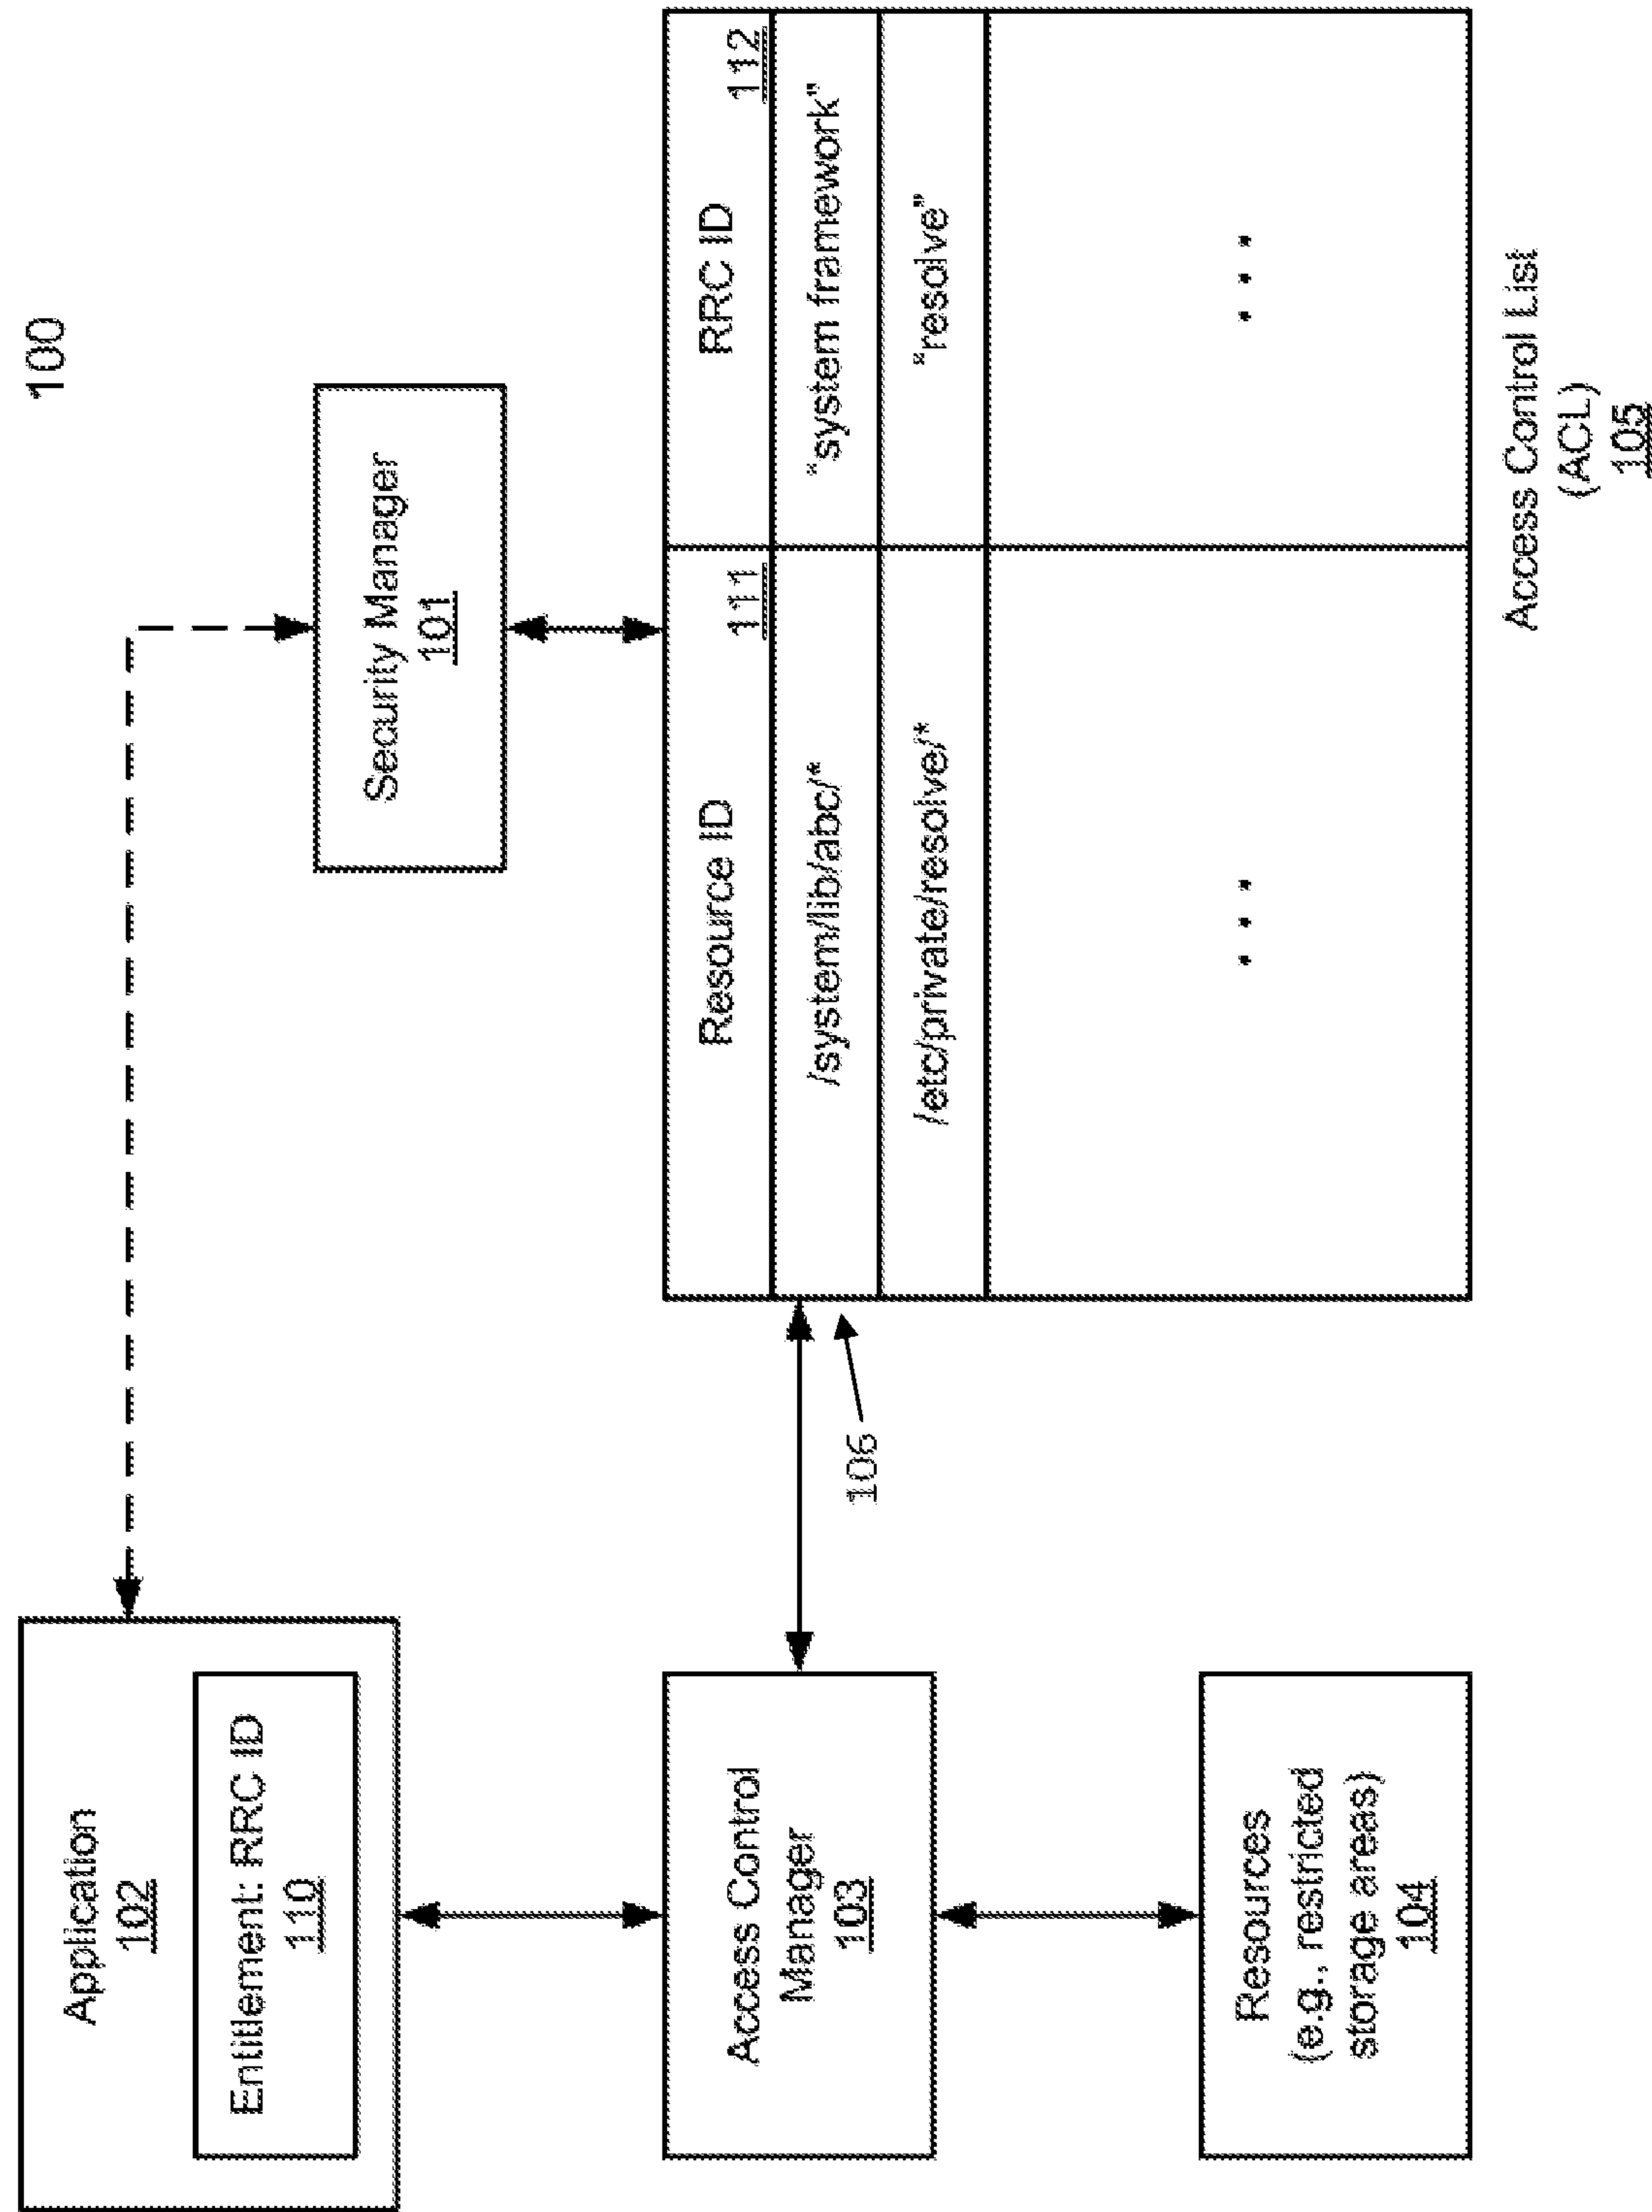 100
Application
102
Entitlement: RRC ID
110
Security Manager
101
Access Control
Manager
103
106
Resource ID
111
RRC ID
112
/system/lib/abc/*
"system framework"
/etc/private/resolve/*
"resolve"
. . .
. . .
Resources
(e.g., restricted
storage areas)
104
Access Control List
(ACL)
105